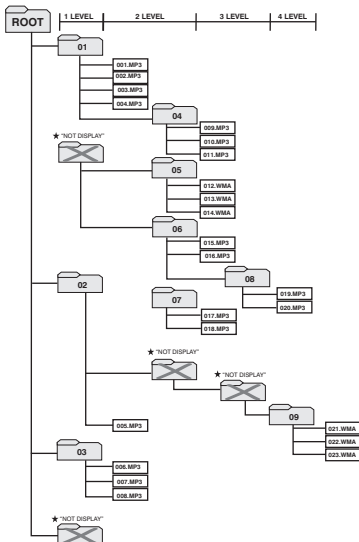 ROOT
1 LEVEL 2 LEVEL 3 LEVEL 4 LEVEL
01
001.MP3
002.MP3
003.MP3
004.MP3
04
009.MP3
010.MP3
011.MP3
★ "NOT DISPLAY"
05
012.WMA
013.WMA
014.WMA
06
015.MP3
016.MP3
08
019.MP3
020.MP3
02
07
017.MP3
018.MP3
★ "NOT DISPLAY"
★ "NOT DISPLAY"
09
021.WMA
022.WMA
023.WMA
005.MP3
03
006.MP3
007.MP3
008.MP3
★ "NOT DISPLAY"